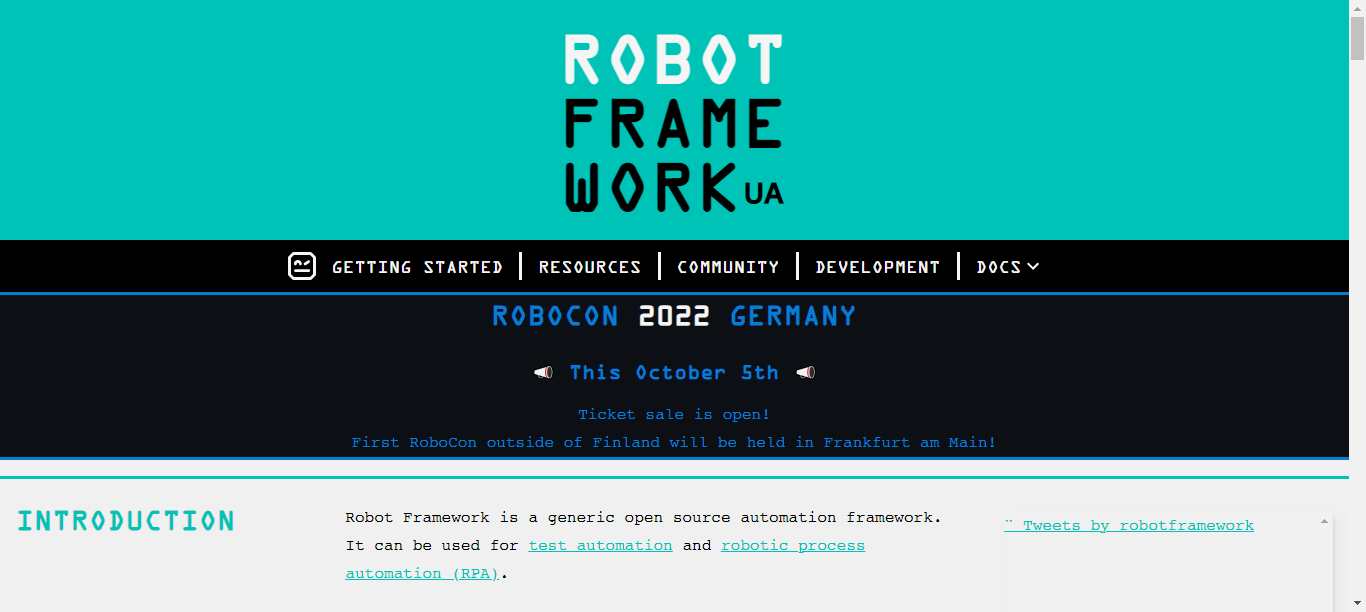 ROBOT
FRAME
WORK UA
GETTING STARTED
RESOURCES
COMMUNITY
DEVELOPMENT
DOCS
ROBOCON 2022 GERMANY
This October 5th
Ticket sale is open!
First RoboCon outside of Finland will be held in Frankfurt am Main!
INTRODUCTION
Robot Framework is a generic open source automation framework.
It can be used for test automation and robotic process
automation (RPA).
¨ Tweets by robotframework